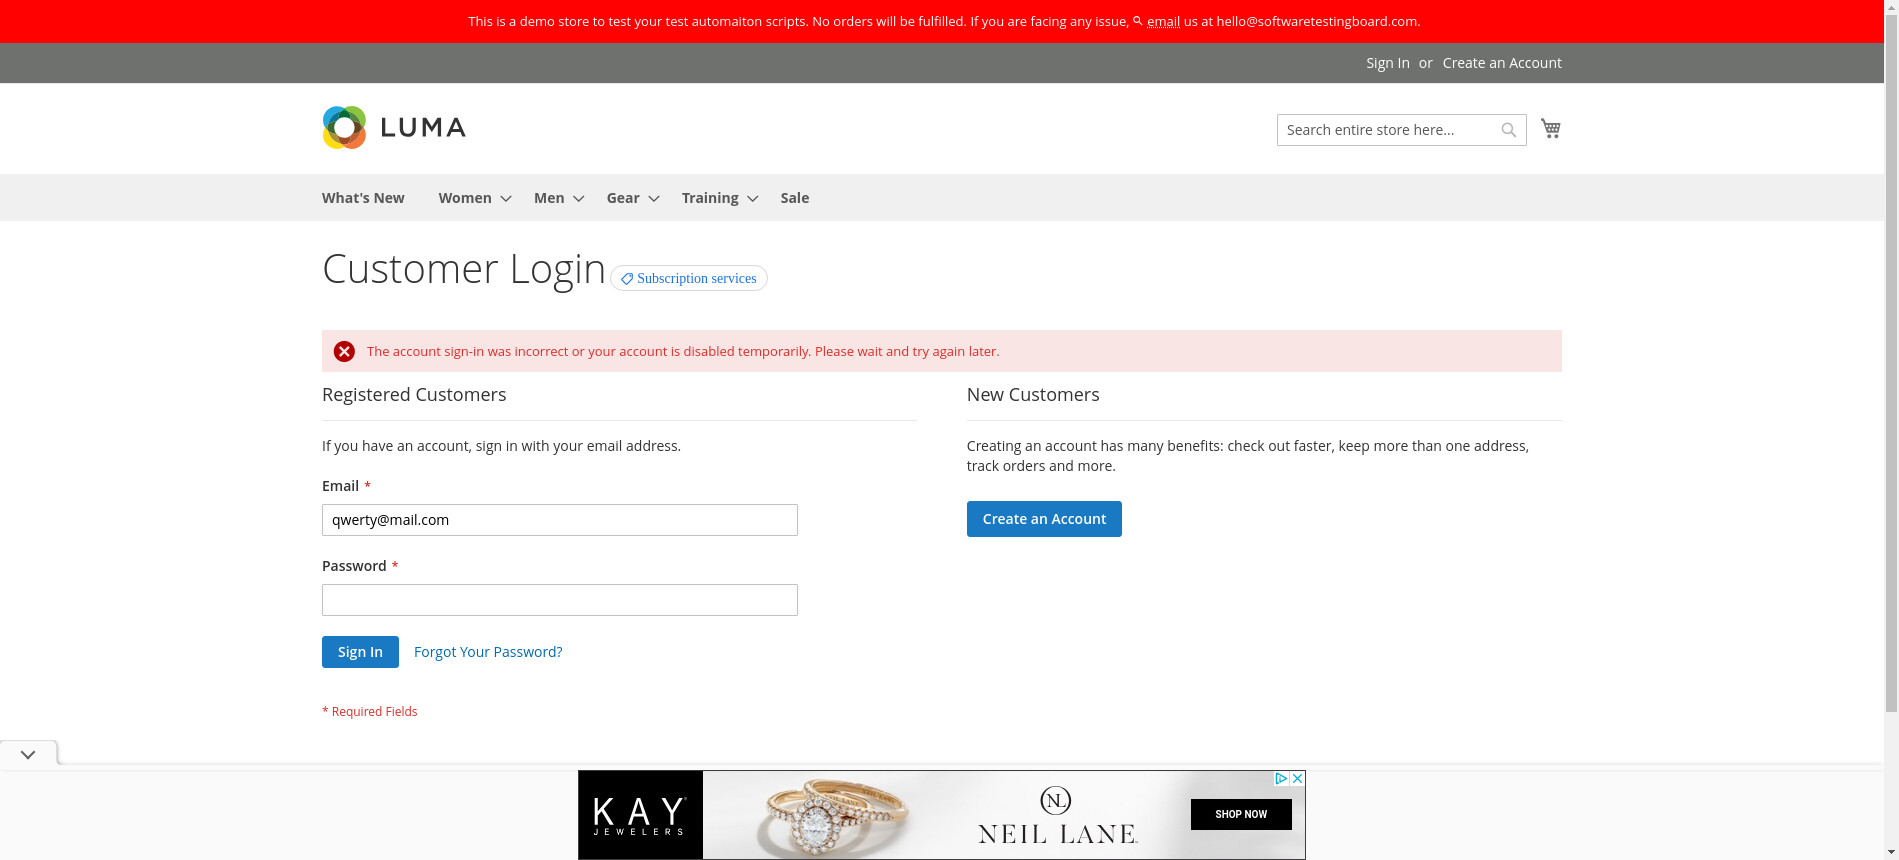 This is a demo store to test your test automaiton scripts. No orders will be fulfilled. If you are facing any issue, email us at hello@softwaretestingboard.com.
Sign In or Create an Account
LUMA
Search entire store here...
What's New Women Men Gear Training Sale
Customer Login Subscription services
The account sign-in was incorrect or your account is disabled temporarily. Please wait and try again later.
Registered Customers
If you have an account, sign in with your email address.
Email *
qwerty@mail.com
Password *
Sign In Forgot Your Password?
* Required Fields
New Customers
Creating an account has many benefits: check out faster, keep more than one address,
track orders and more.
Create an Account
KAY
JEWELERS
NL
NEIL LANE
SHOP NOW